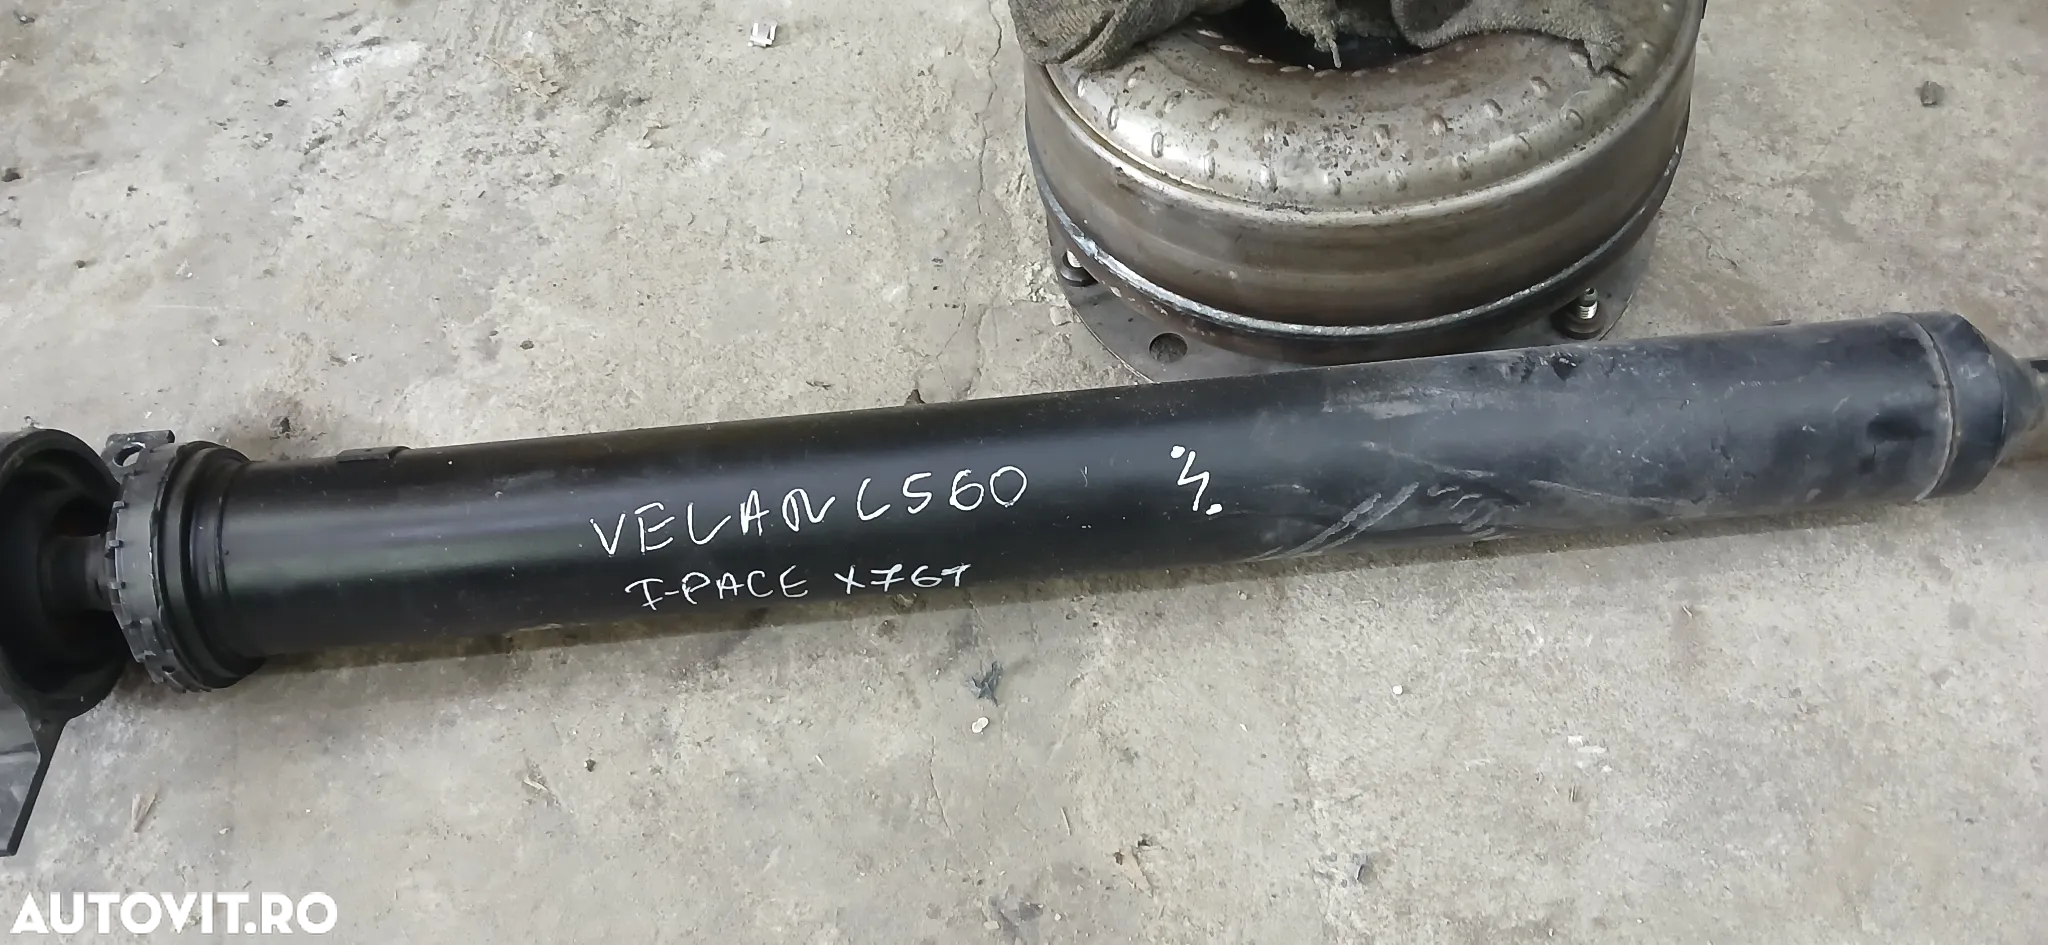 VELAR L560
I-PACE X761
AUTOVIT.RO